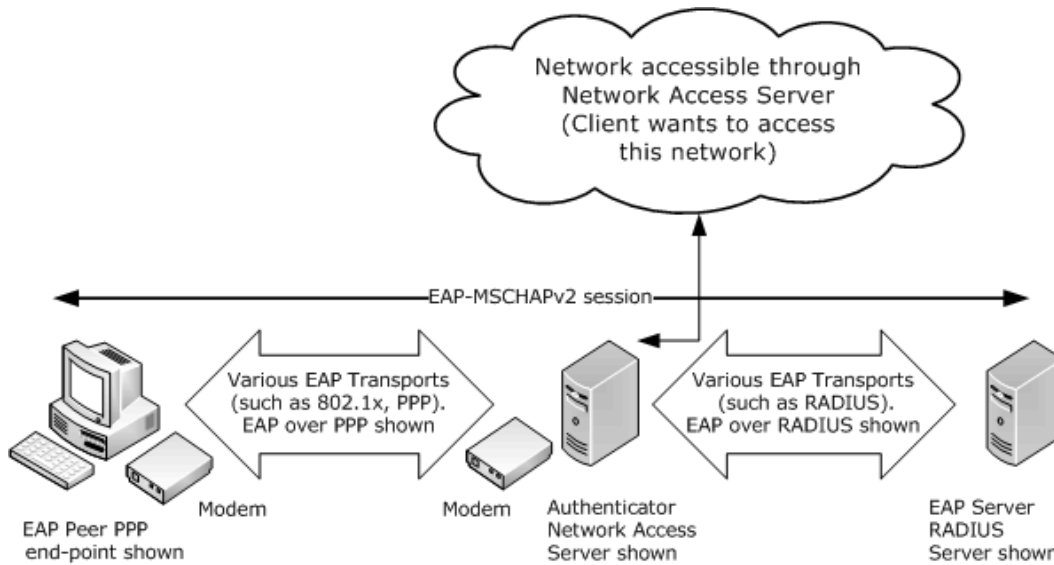 Network accessible through
Network Access Server
(Client wants to access
this network)
EAP-MSCHAPv2 session
Various EAP Transports
(such as 802.1x, PPP).
EAP over PPP shown
Various EAP Transports
(such as RADIUS).
EAP over RADIUS shown
Modem
Modem
EAP Peer PPP
end-point shown
Authenticator
Network Access
Server shown
EAP Server
RADIUS
Server shown